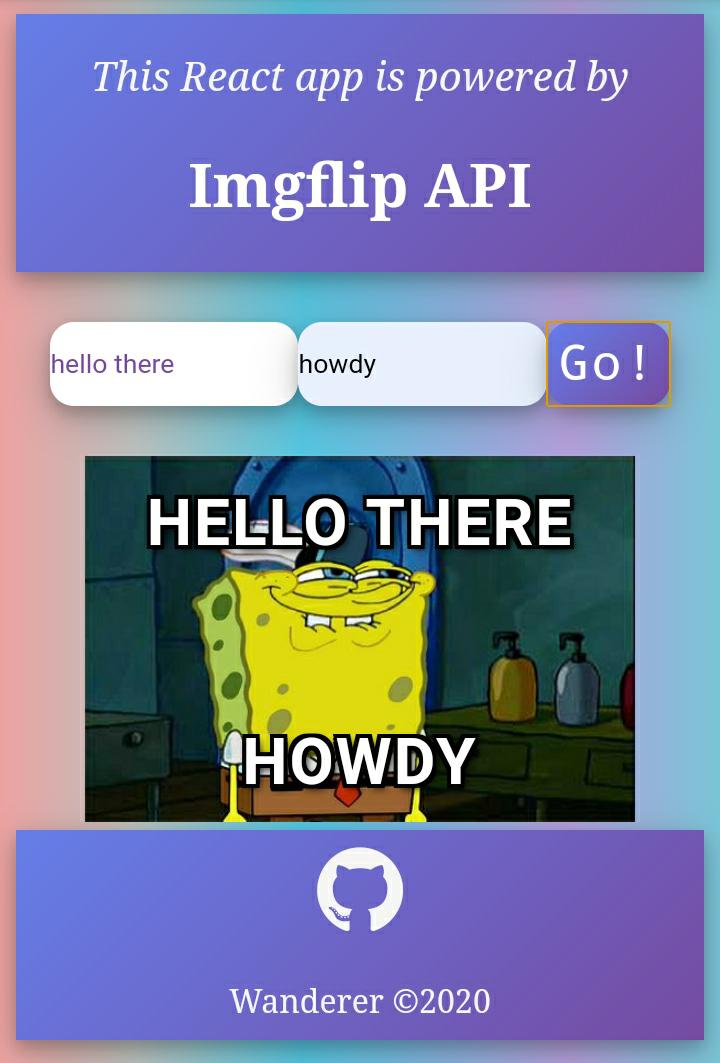 This React app is powered by
Imgflip API
hello there
howdy
Go!
HELLO THERE
HOWDY
Wanderer ©2020